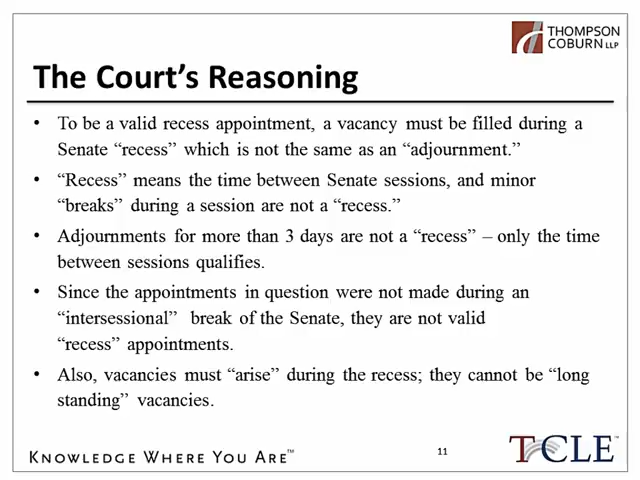 THOMPSON
COBURN LLP
The Court's Reasoning
• To be a valid recess appointment, a vacancy must be filled during a
Senate “recess” which is not the same as an “adjournment.”
• “Recess” means the time between Senate sessions, and minor
“breaks” during a session are not a “recess.”
• Adjournments for more than 3 days are not a “recess” – only the time
between sessions qualifies.
• Since the appointments in question were not made during an
“intersessional” break of the Senate, they are not valid
“recess” appointments.
• Also, vacancies must “arise” during the recess; they cannot be “long
standing” vacancies.
KNOWLEDGE WHERE YOU ARE™
11
TCCLE™